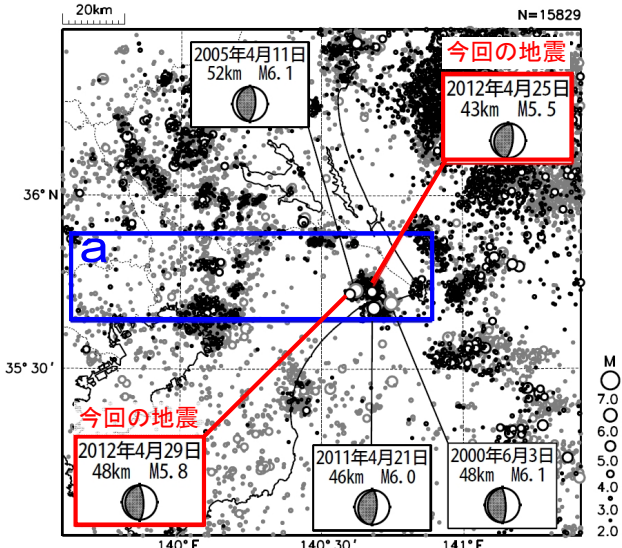 20km
N=15829
2005年4月11日
52km M6.1
今回の地震
2012年4月25日
43km M5.5
36°N
a
35°30′
M
7.0
6.0
5.0
4.0
3.0
2.0
今回の地震
2012年4月29日
48km M5.8
2011年4月21日
46km M6.0
2000年6月3日
48km M6.1
140°E
140°30′
141°E